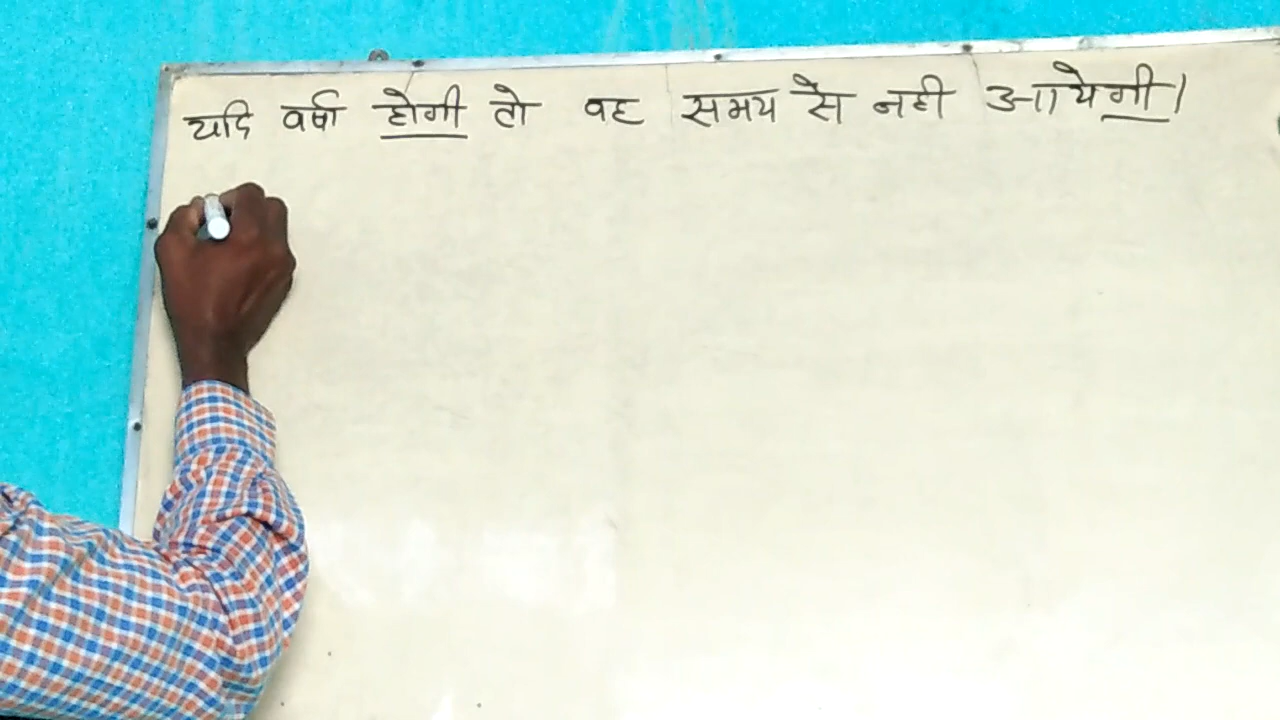 यदि वर्षा होगी तो वह समय से नही आयेगी।